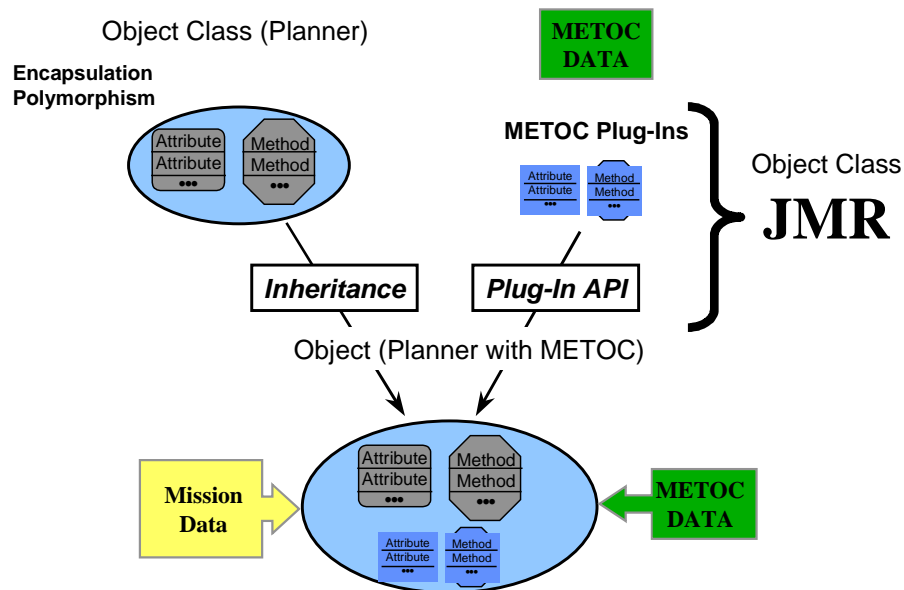 Object Class (Planner)
METOC
DATA
Encapsulation
Polymorphism
Attribute
Attribute
•••
Method
Method
•••
METOC Plug-Ins
Attribute
Attribute
•••
Method
Method
•••
Object Class
JMR
Inheritance
Plug-In API
Object (Planner with METOC)
Attribute
Attribute
•••
Method
Method
•••
Mission
Data
METOC
DATA
Attribute
Attribute
•••
Method
Method
•••